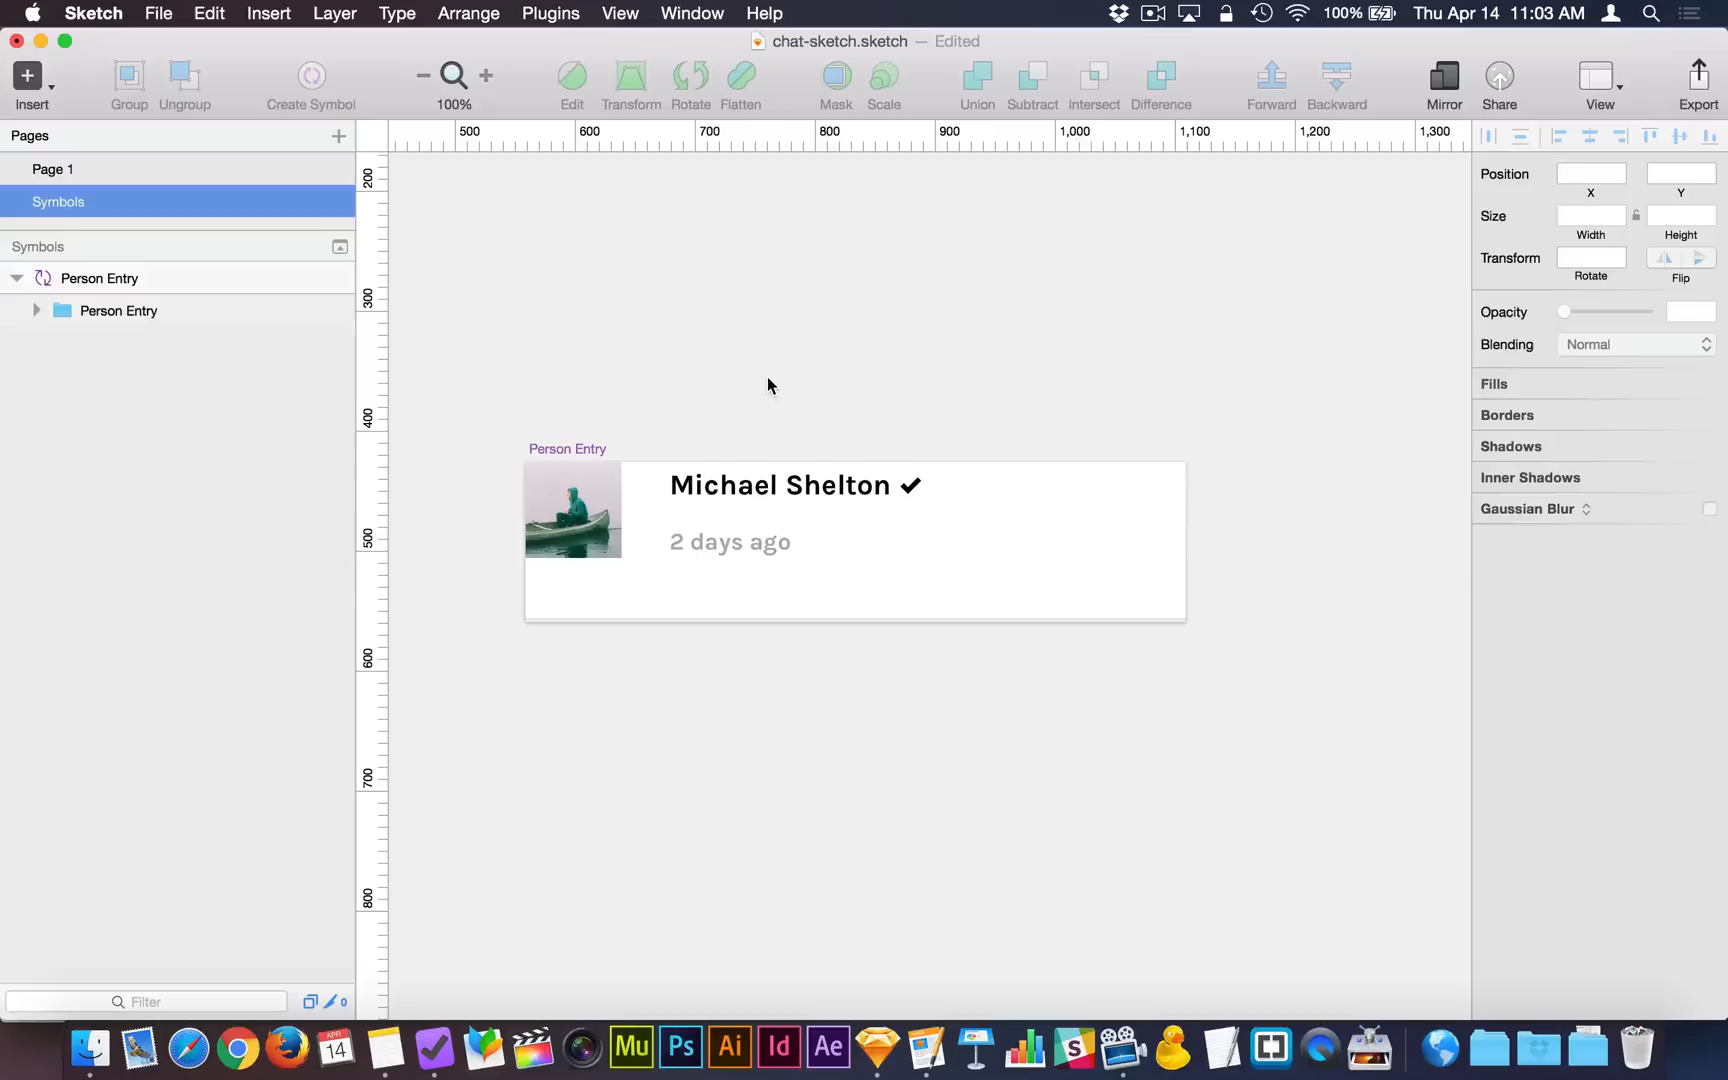 Sketch File Edit Insert Layer Type Arrange Plugins View Window Help 100% Thu Apr 14 11:03 AM
chat-sketch.sketch — Edited
Insert Group Ungroup Create Symbol 100% Edit Transform Rotate Flatten Mask Scale Union Subtract Intersect Difference Forward Backward Mirror Share View Export
Pages
Page 1
Symbols
Symbols
Person Entry
Person Entry
Filter 0
500 600 700 800 900 1,000 1,100 1,200 1,300
200
300
400
500
600
700
800
Person Entry
Michael Shelton ✔
2 days ago
Position
X Y
Size
Width Height
Transform
Rotate Flip
Opacity
Blending Normal
Fills
Borders
Shadows
Inner Shadows
Gaussian Blur
APR
14
Mu Ps Ai Id Ae
S